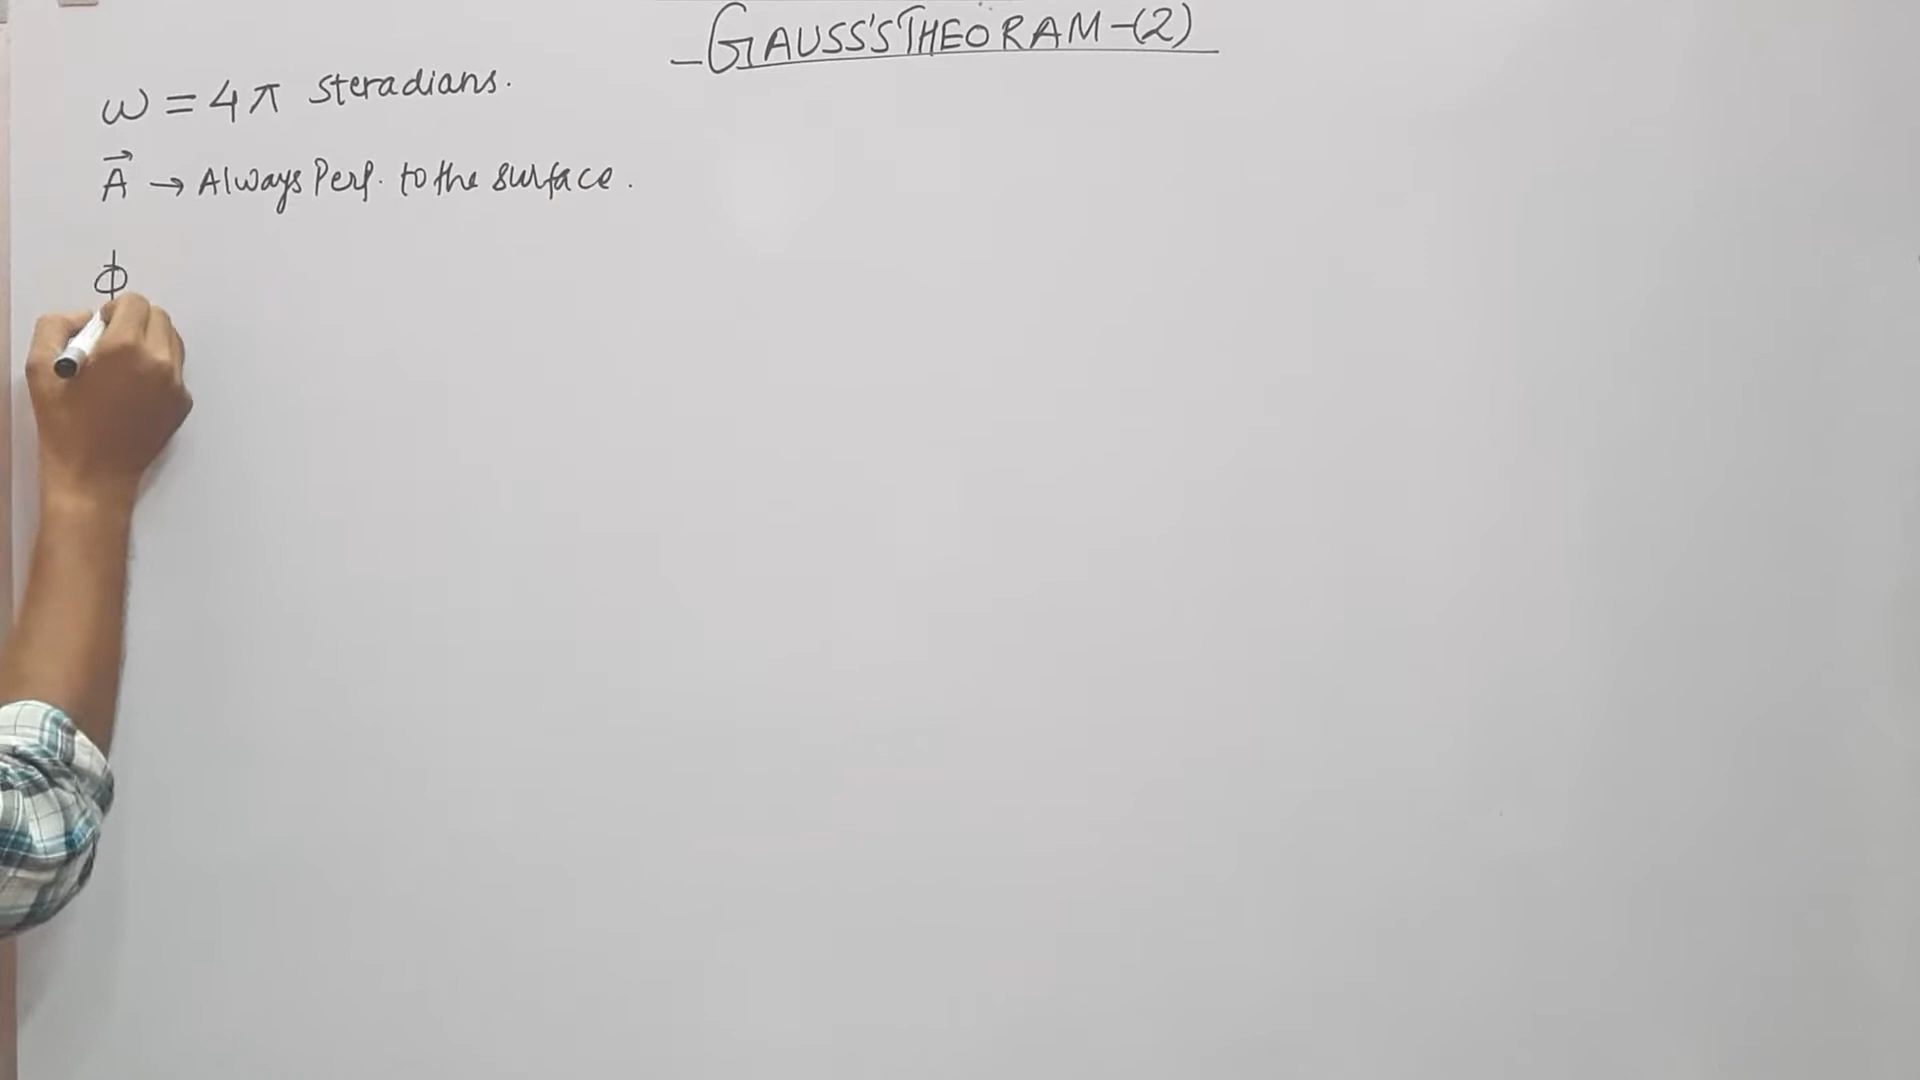 GAUSS'S THEORAM-(2)
ω = 4π steradians.
A⃗ → Always Perp. to the surface.
ϕ